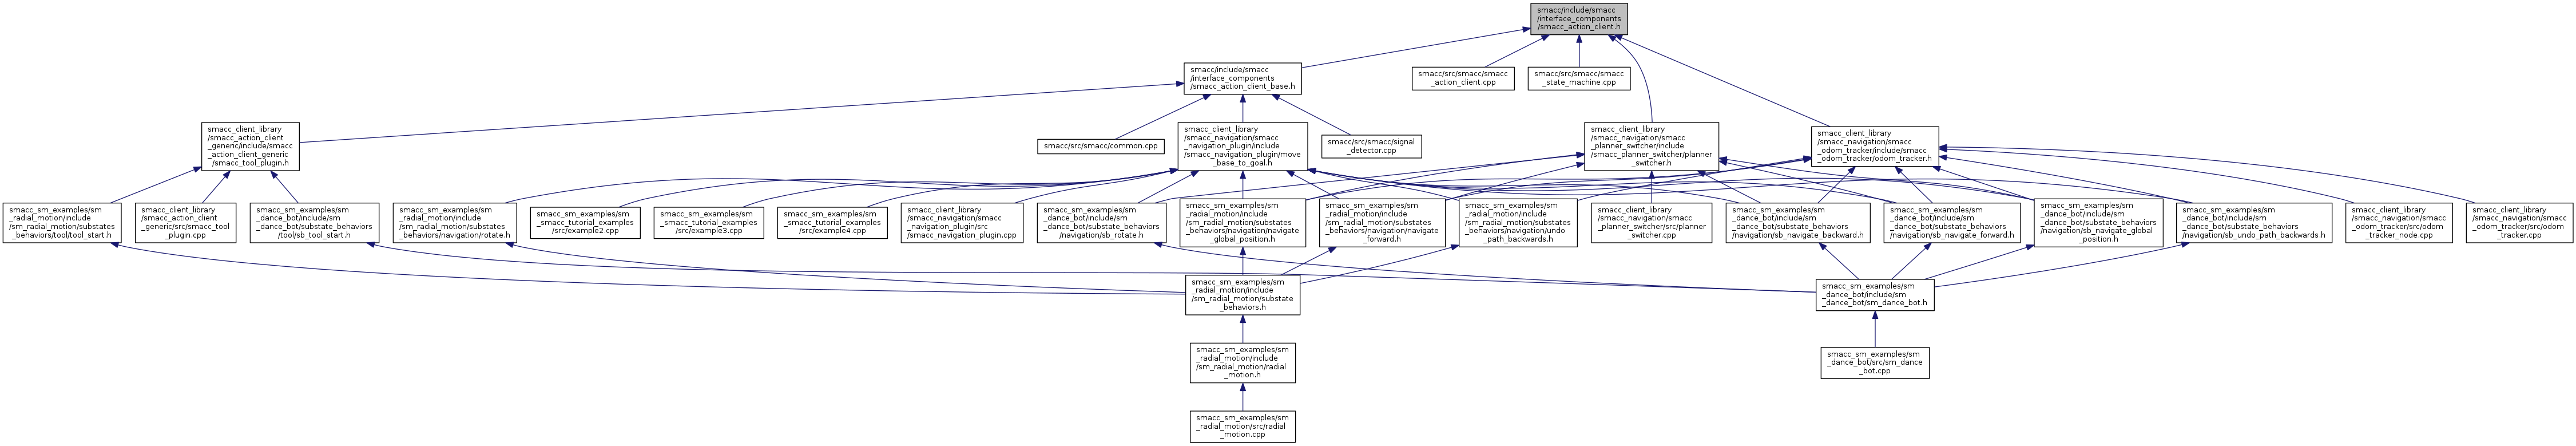 smacc/include/smacc
/interface_components
/smacc_action_client.h
smacc/include/smacc
/interface_components
/smacc_action_client_base.h
smacc/src/smacc/smacc
_action_client.cpp
smacc/src/smacc/smacc
_state_machine.cpp
smacc_client_library
/smacc_action_client
_generic/include/smacc
_action_client_generic
/smacc_tool_plugin.h
smacc/src/smacc/common.cpp
smacc_client_library
/smacc_navigation/smacc
_navigation_plugin/include
/smacc_navigation_plugin/move
_base_to_goal.h
smacc/src/smacc/signal
_detector.cpp
smacc_client_library
/smacc_navigation/smacc
_planner_switcher/include
/smacc_planner_switcher/planner
_switcher.h
smacc_client_library
/smacc_navigation/smacc
_odom_tracker/include/smacc
_odom_tracker/odom_tracker.h
smacc_sm_examples/sm
_radial_motion/include
/sm_radial_motion/substates
_behaviors/tool/tool_start.h
smacc_client_library
/smacc_action_client
_generic/src/smacc_tool
_plugin.cpp
smacc_sm_examples/sm
_dance_bot/include/sm
_dance_bot/substate_behaviors
/tool/sb_tool_start.h
smacc_sm_examples/sm
_radial_motion/include
/sm_radial_motion/substates
_behaviors/navigation/rotate.h
smacc_sm_examples/sm
_smacc_tutorial_examples
/src/example2.cpp
smacc_sm_examples/sm
_smacc_tutorial_examples
/src/example3.cpp
smacc_sm_examples/sm
_smacc_tutorial_examples
/src/example4.cpp
smacc_client_library
/smacc_navigation/smacc
_navigation_plugin/src
/smacc_navigation_plugin.cpp
smacc_sm_examples/sm
_dance_bot/include/sm
_dance_bot/substate_behaviors
/navigation/sb_rotate.h
smacc_sm_examples/sm
_radial_motion/include
/sm_radial_motion/substates
_behaviors/navigation/navigate
_global_position.h
smacc_sm_examples/sm
_radial_motion/include
/sm_radial_motion/substates
_behaviors/navigation/navigate
_forward.h
smacc_sm_examples/sm
_radial_motion/include
/sm_radial_motion/substates
_behaviors/navigation/undo
_path_backwards.h
smacc_client_library
/smacc_navigation/smacc
_planner_switcher/src/planner
_switcher.cpp
smacc_sm_examples/sm
_dance_bot/include/sm
_dance_bot/substate_behaviors
/navigation/sb_navigate_backward.h
smacc_sm_examples/sm
_dance_bot/include/sm
_dance_bot/substate_behaviors
/navigation/sb_navigate_forward.h
smacc_sm_examples/sm
_dance_bot/include/sm
_dance_bot/substate_behaviors
/navigation/sb_navigate_global
_position.h
smacc_sm_examples/sm
_dance_bot/include/sm
_dance_bot/substate_behaviors
/navigation/sb_undo_path_backwards.h
smacc_client_library
/smacc_navigation/smacc
_odom_tracker/src/odom
_tracker_node.cpp
smacc_client_library
/smacc_navigation/smacc
_odom_tracker/src/odom
_tracker.cpp
smacc_sm_examples/sm
_radial_motion/include
/sm_radial_motion/substate
_behaviors.h
smacc_sm_examples/sm
_dance_bot/include/sm
_dance_bot/sm_dance_bot.h
smacc_sm_examples/sm
_radial_motion/include
/sm_radial_motion/radial
_motion.h
smacc_sm_examples/sm
_dance_bot/src/sm_dance
_bot.cpp
smacc_sm_examples/sm
_radial_motion/src/radial
_motion.cpp